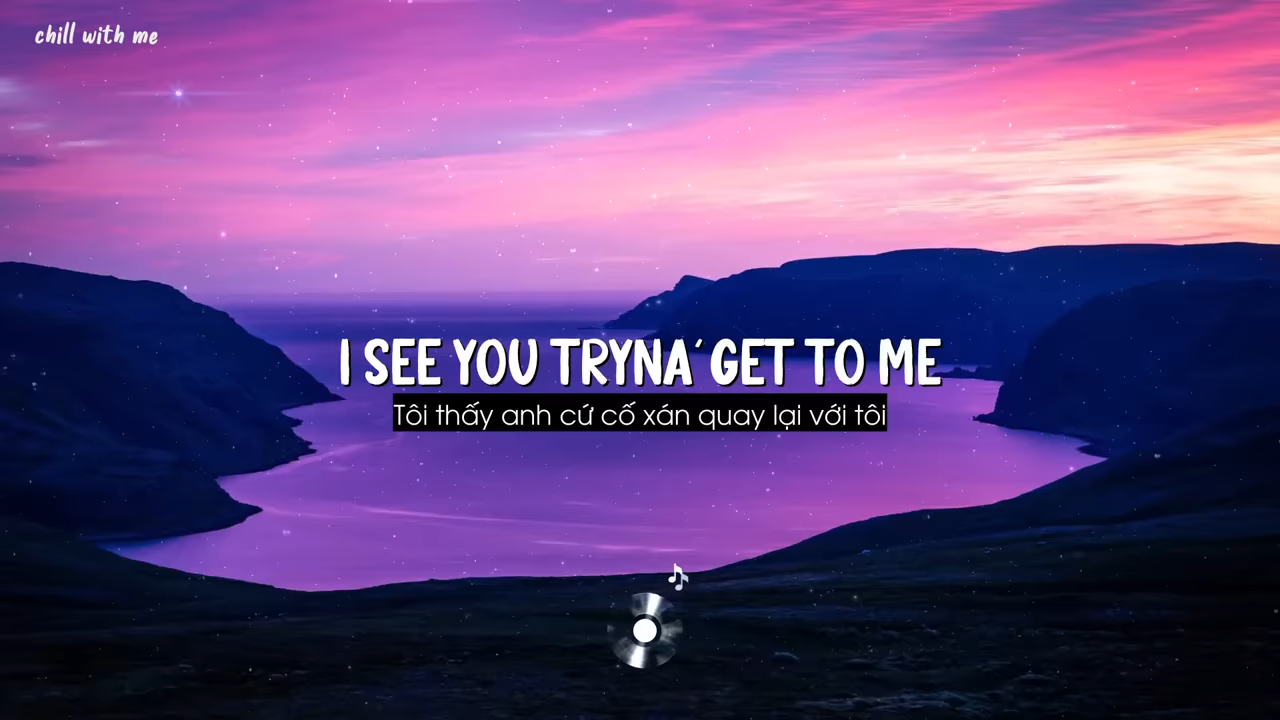 chill with me
I SEE YOU TRYNA' GET TO ME
Tôi thấy anh cứ cố xán quay lại với tôi